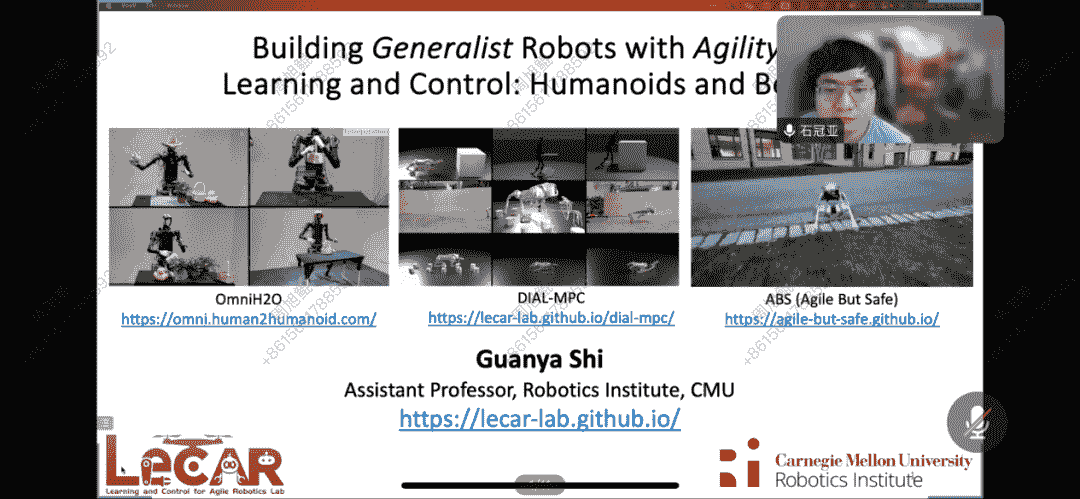 Building Generalist Robots with Agility
Learning and Control: Humanoids and Be
石冠亚
OmniH2O
https://omni.human2humanoid.com/
DIAL-MPC
https://lecar-lab.github.io/dial-mpc/
ABS (Agile But Safe)
https://agile-but-safe.github.io/
Guanya Shi
Assistant Professor, Robotics Institute, CMU
https://lecar-lab.github.io/
LeCAR
Learning and Control for Agile Robotics Lab
Carnegie Mellon University
Robotics Institute